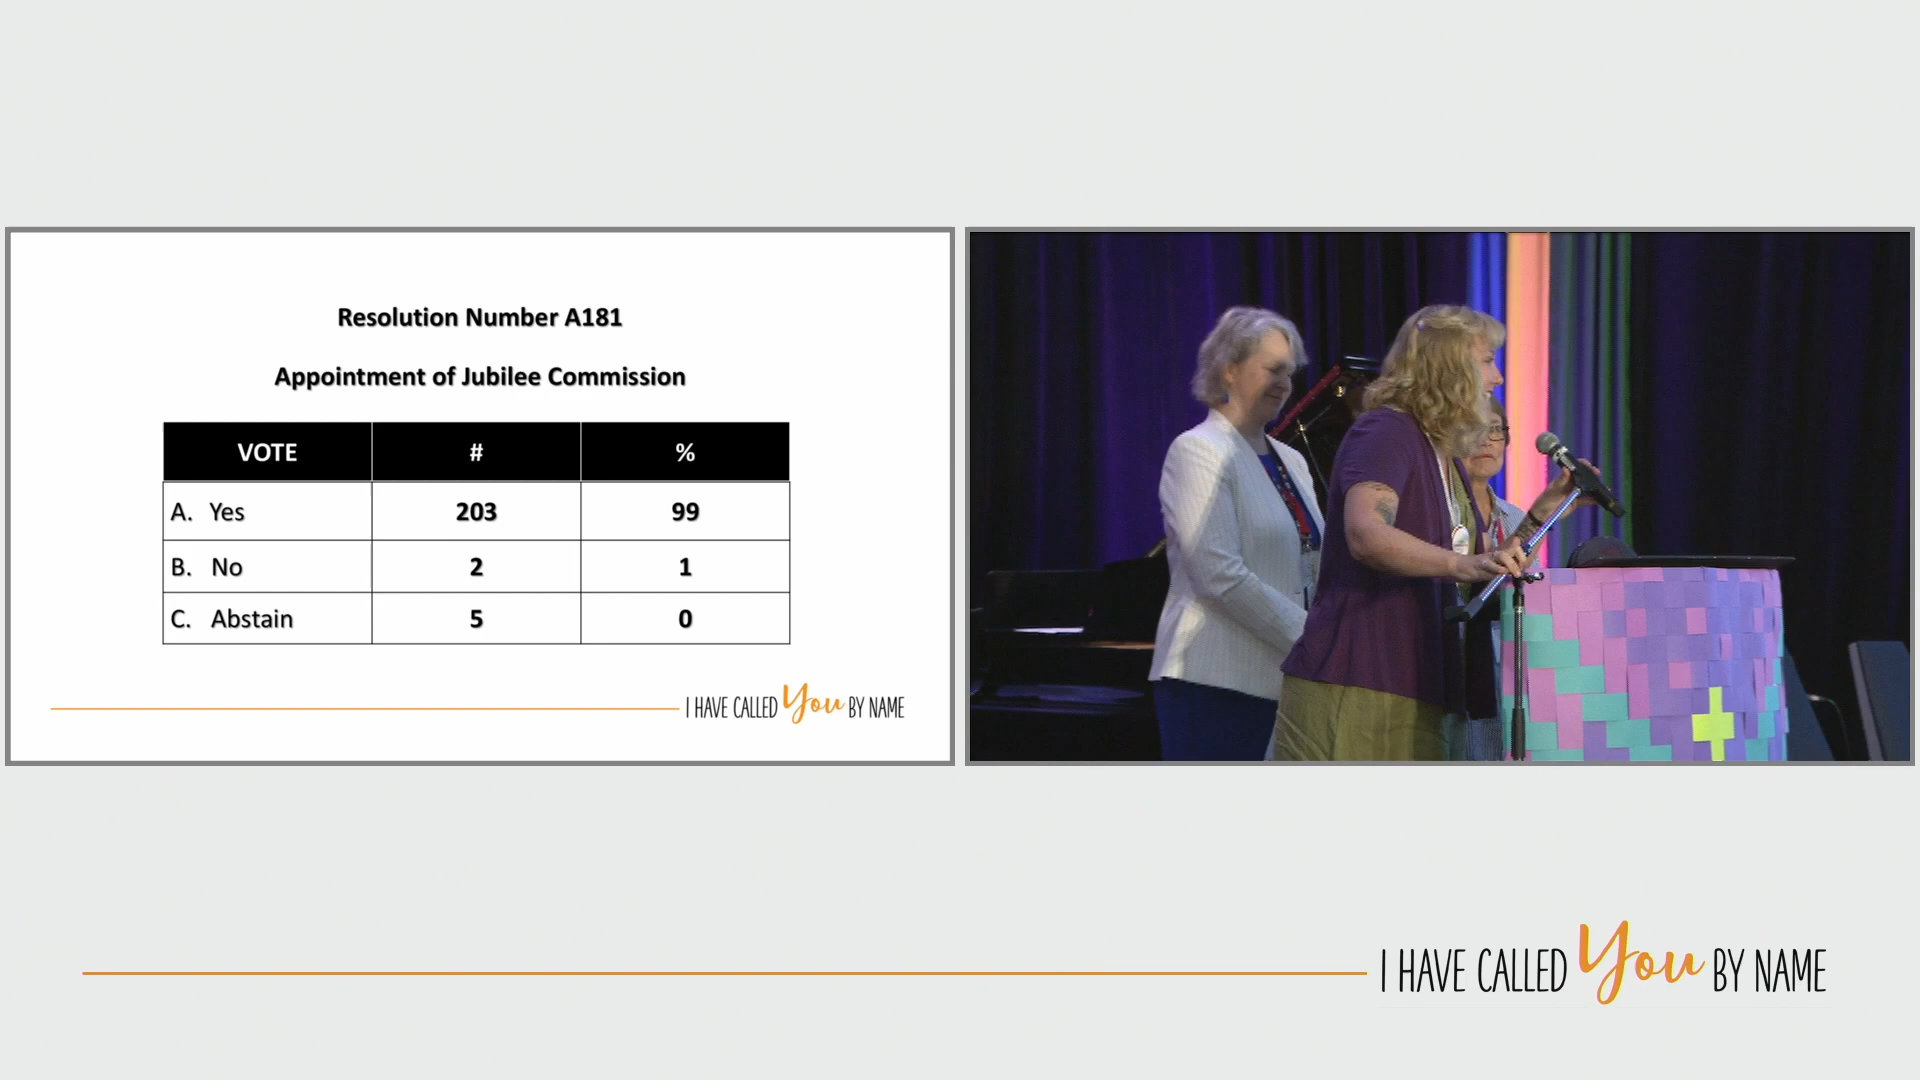 Resolution Number A181
Appointment of Jubilee Commission
VOTE # %
A. Yes 203 99
B. No 2 1
C. Abstain 5 0
I HAVE CALLED You BY NAME
I HAVE CALLED You BY NAME